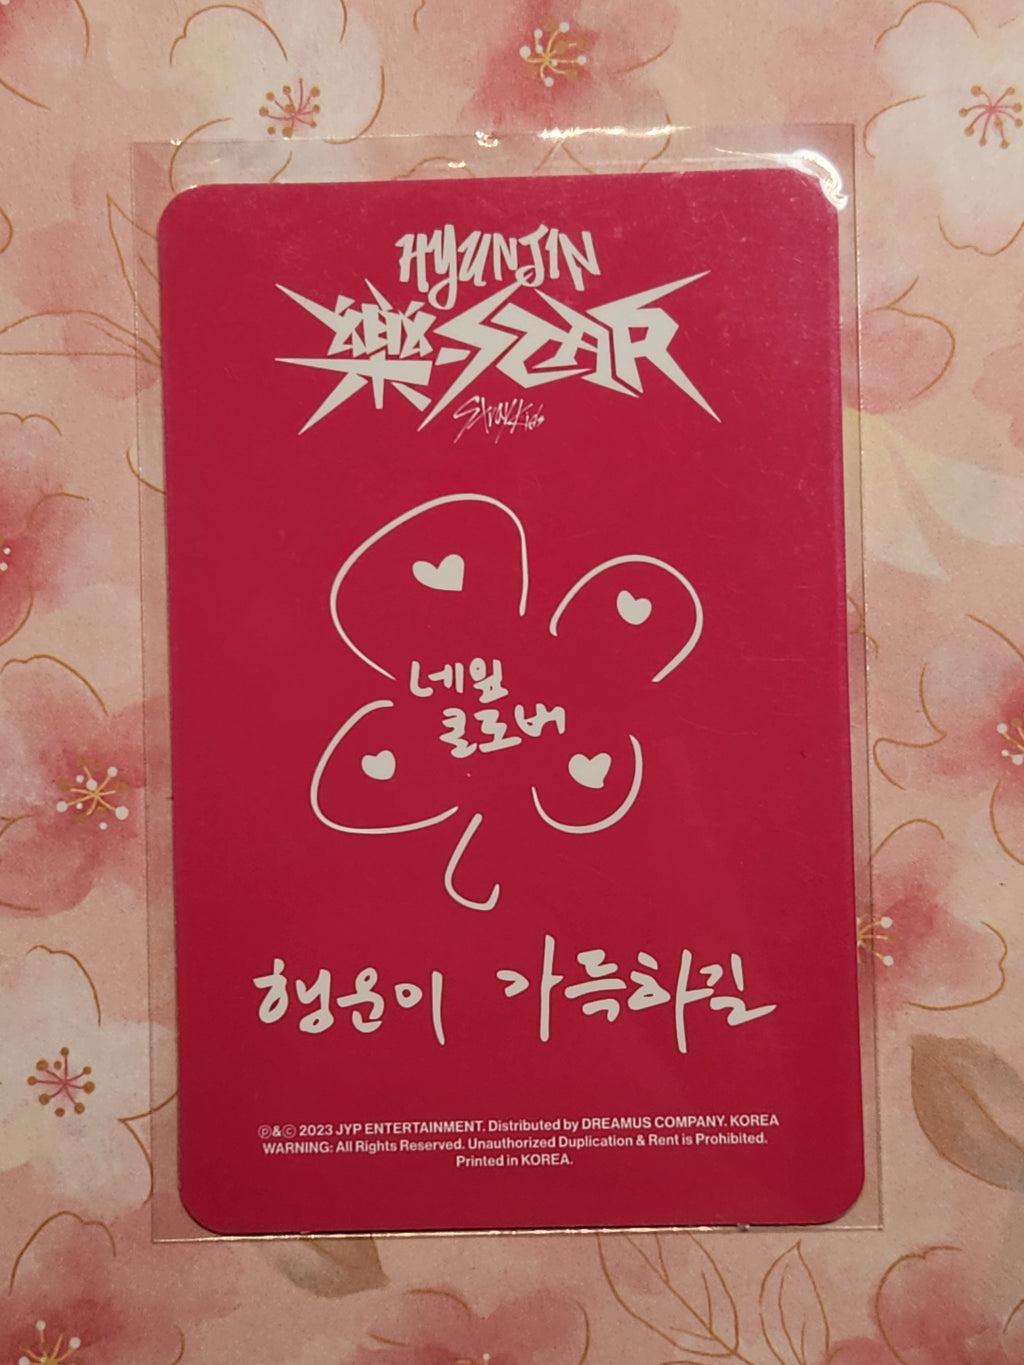 HYUNJIN
樂-STAR
Stray Kids
네잎
클로버
행운이 가득하길
Ⓟ&Ⓒ 2023 JYP ENTERTAINMENT. Distributed by DREAMUS COMPANY. KOREA
WARNING: All Rights Reserved. Unauthorized Duplication & Rent is Prohibited.
Printed in KOREA.